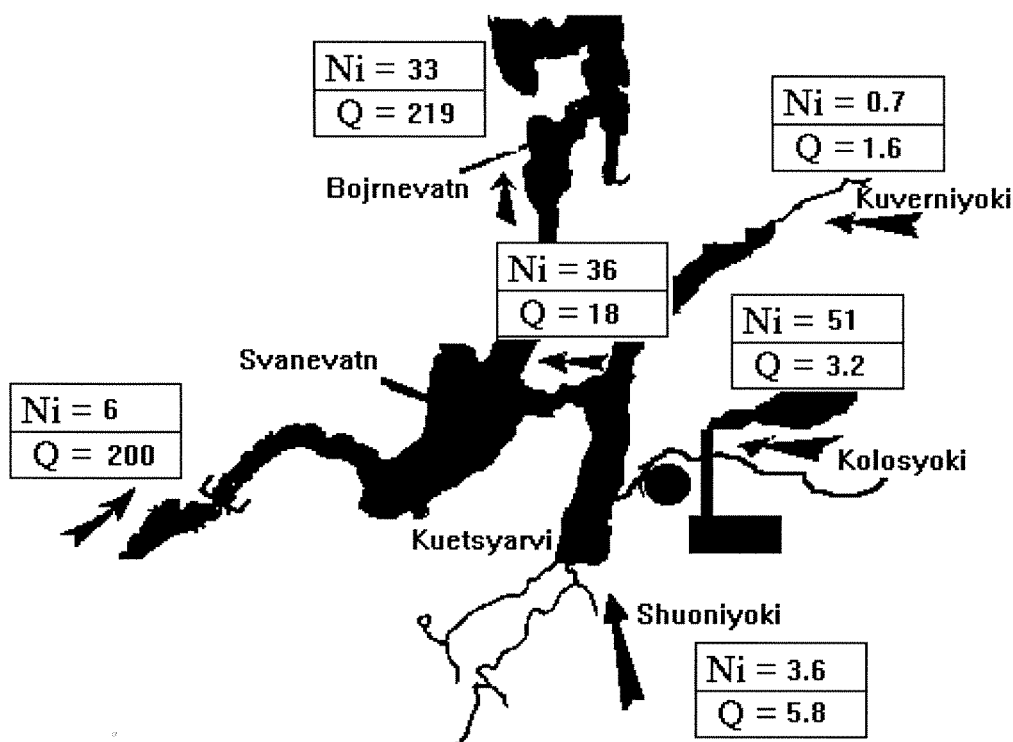 Ni = 33
Q = 219
Ni = 0.7
Q = 1.6
Bojrnevatn
Kuverniyoki
Ni = 36
Q = 18
Ni = 51
Q = 3.2
Svanevatn
Ni = 6
Q = 200
Kolosyoki
Kuetsyarvi
Shuoniyoki
Ni = 3.6
Q = 5.8